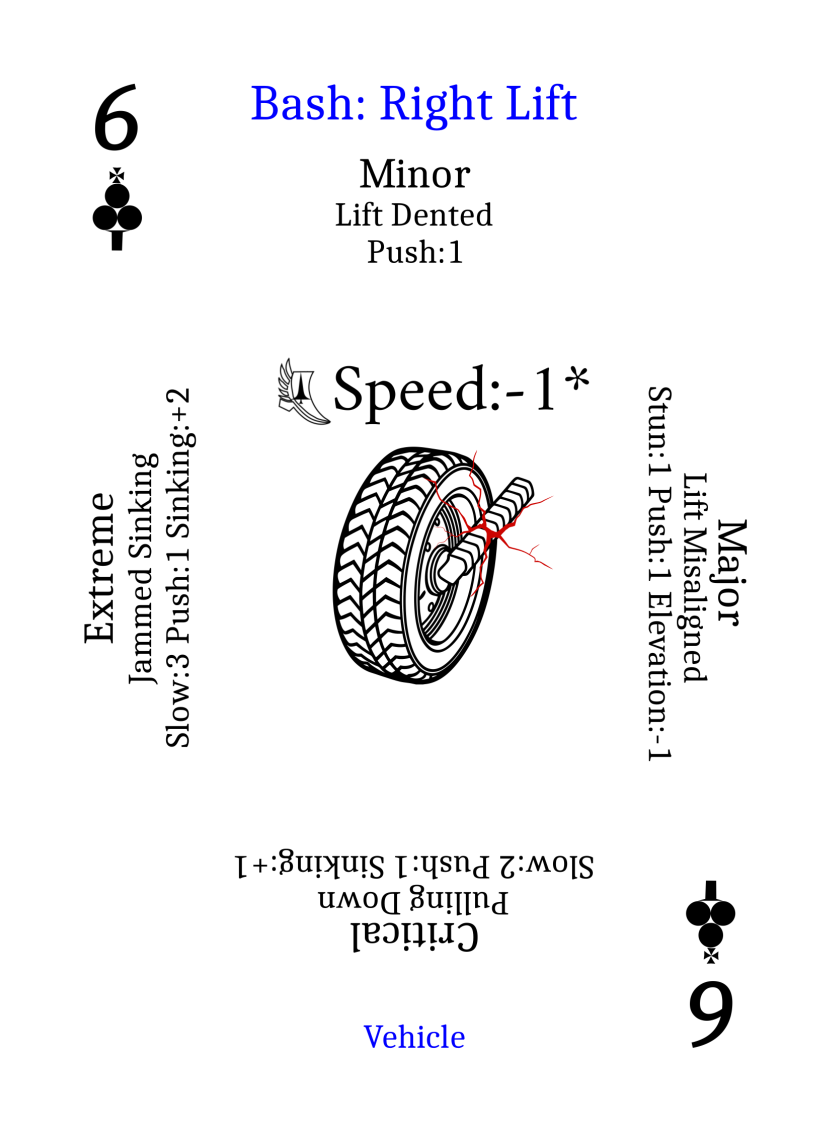 6
Bash: Right Lift
Minor
Lift Dented
Push:1
Speed:-1*
Major
Lift Misaligned
Stun:1 Push:1 Elevation:-1
Critical
Pulling Down
Slow:2 Push:1 Sinking:+1
Extreme
Jammed Sinking
Slow:3 Push:1 Sinking:+2
Vehicle
6